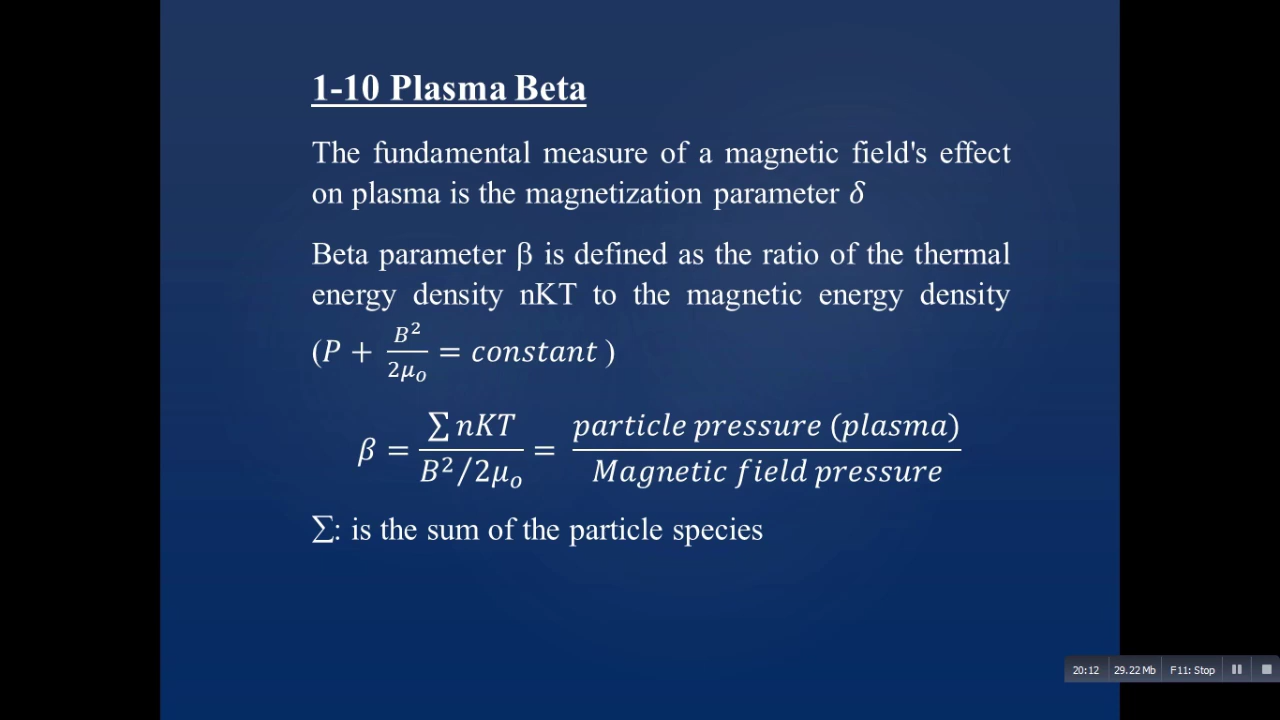 1-10 Plasma Beta
The fundamental measure of a magnetic field's effect
on plasma is the magnetization parameter 𝛿
Beta parameter β is defined as the ratio of the thermal
energy density nKT to the magnetic energy density
(P + B²/2μₒ = constant )
β = ∑ nKT / B²/2μₒ = particle pressure (plasma) / Magnetic field pressure
∑: is the sum of the particle species
20:12 29.22 Mb F11: Stop